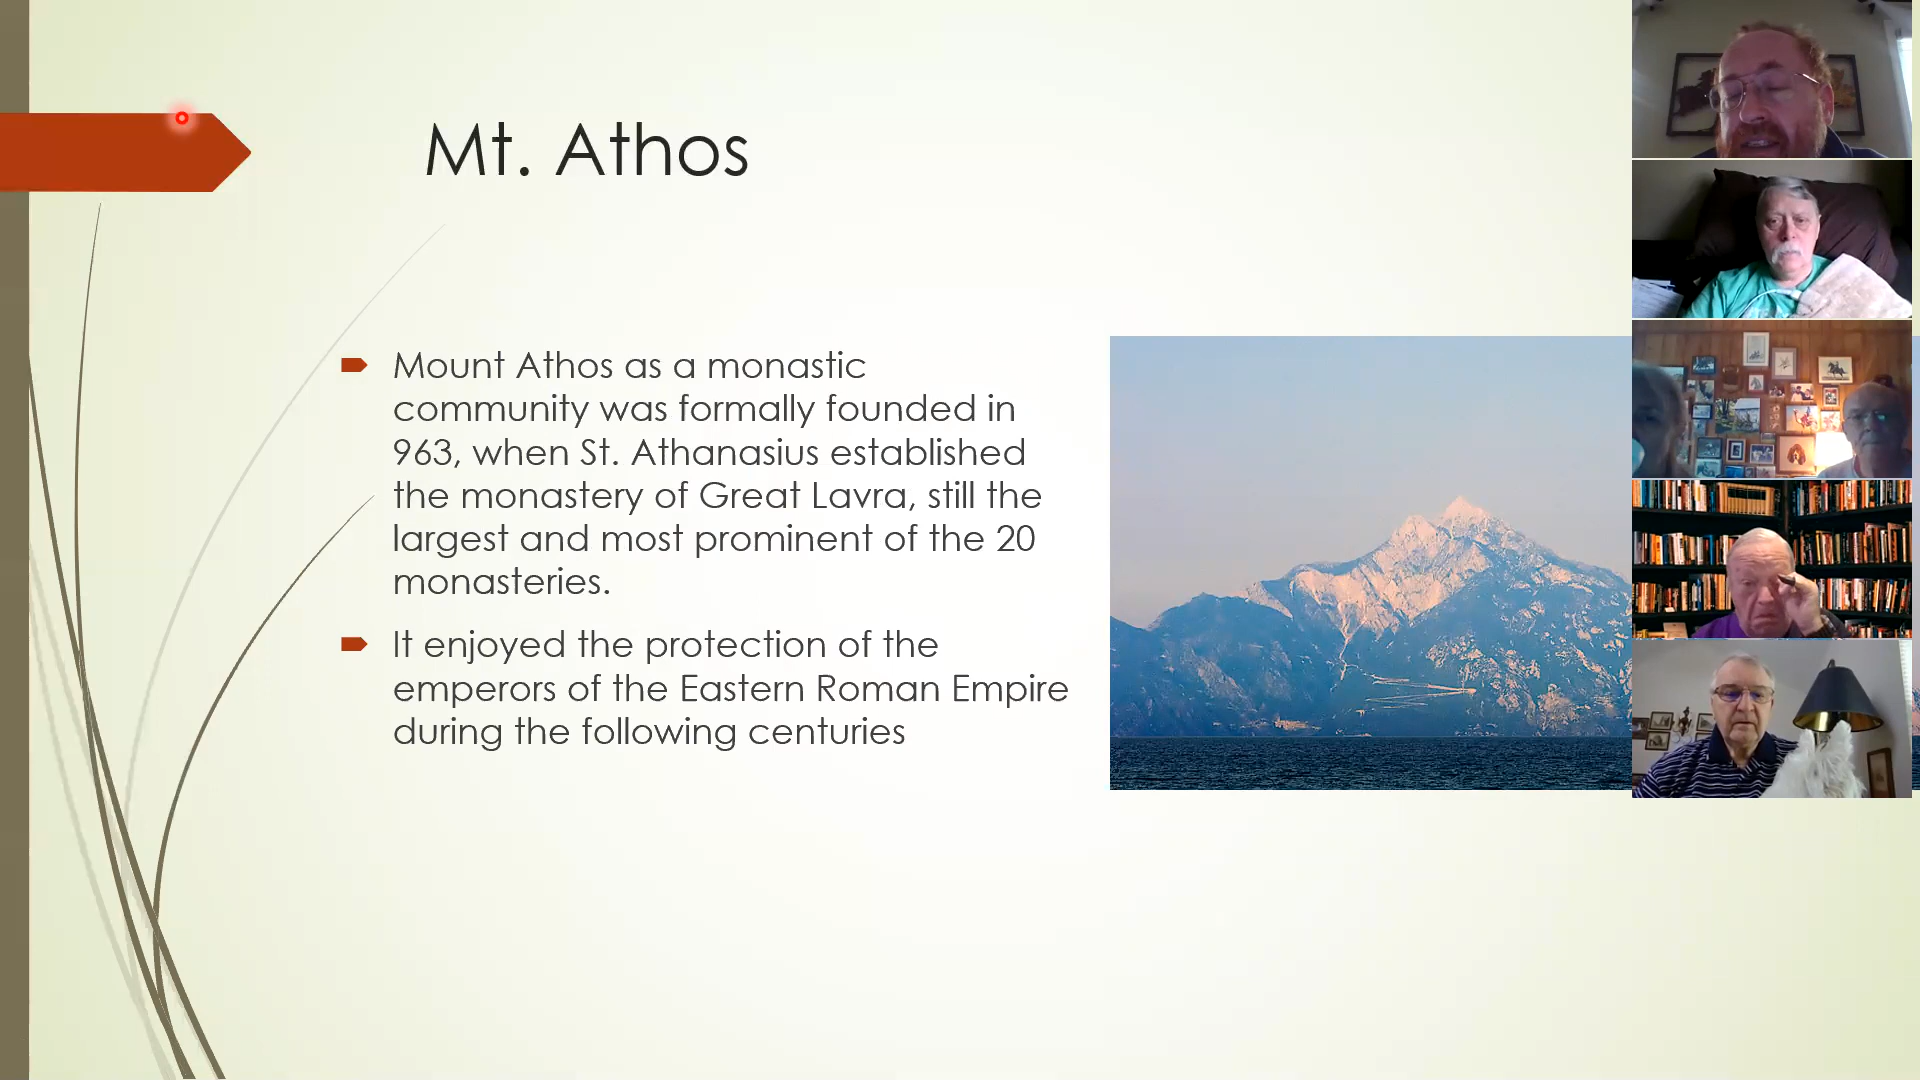 Mt. Athos
Mount Athos as a monastic
community was formally founded in
963, when St. Athanasius established
the monastery of Great Lavra, still the
largest and most prominent of the 20
monasteries.
It enjoyed the protection of the
emperors of the Eastern Roman Empire
during the following centuries